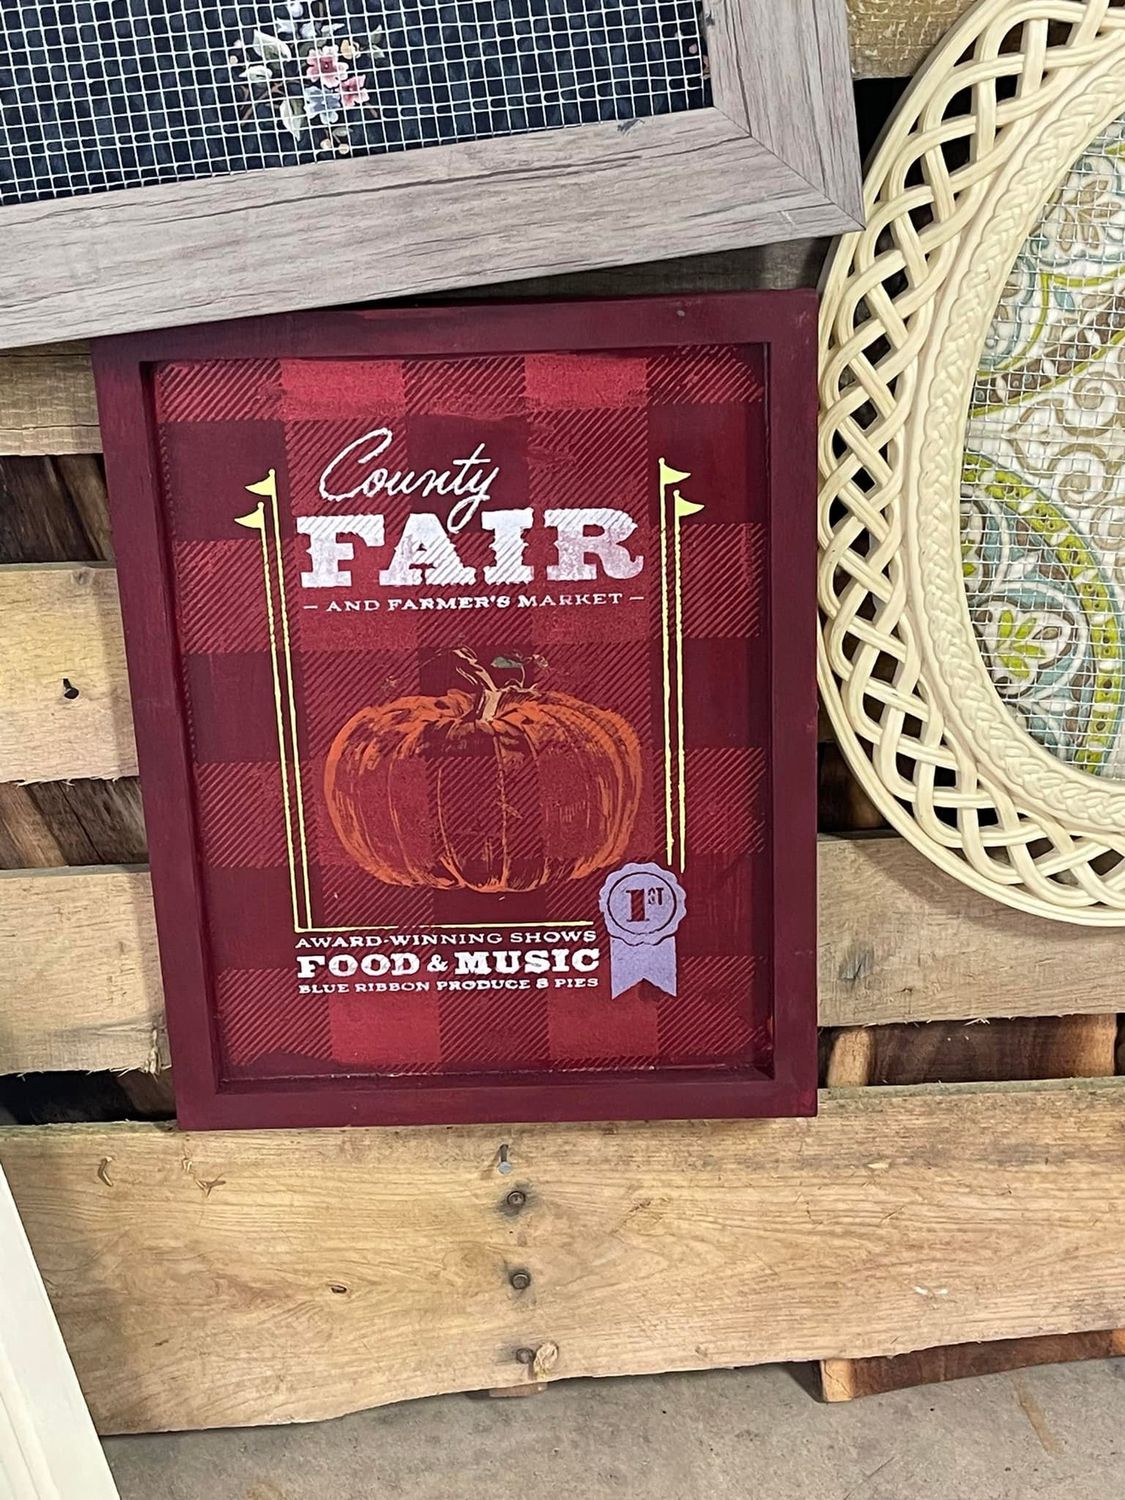 County
FAIR
- AND FARMER'S MARKET -
1ST
AWARD-WINNING SHOWS
FOOD & MUSIC
BLUE RIBBON PRODUCE & PIES